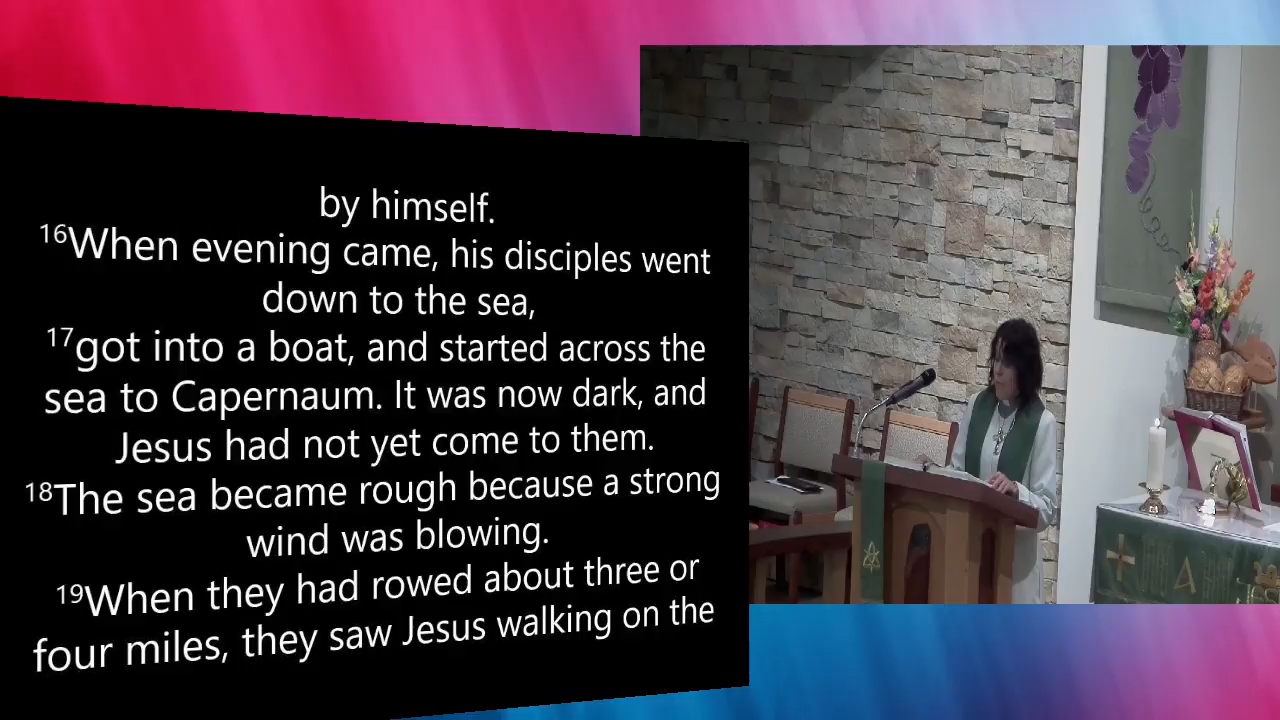 by himself.
16When evening came, his disciples went
down to the sea,
17got into a boat, and started across the
sea to Capernaum. It was now dark, and
Jesus had not yet come to them.
18The sea became rough because a strong
wind was blowing.
19When they had rowed about three or
four miles, they saw Jesus walking on the